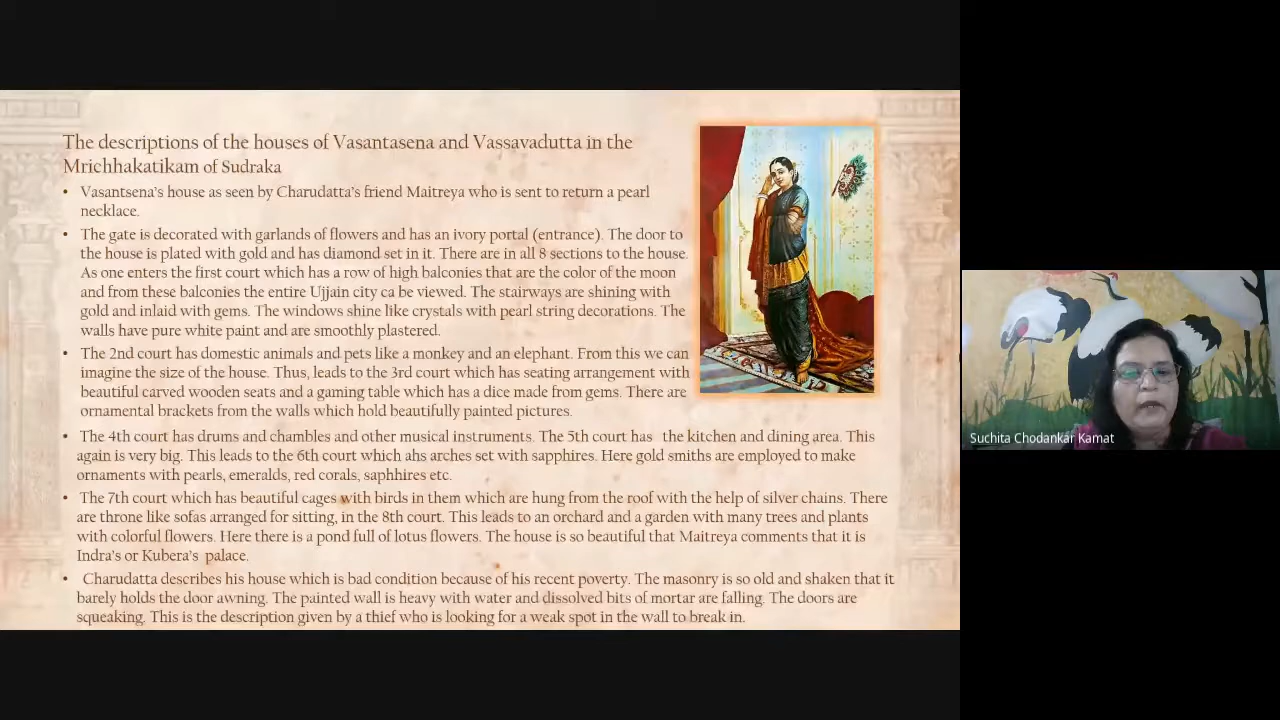 The descriptions of the houses of Vasantasena and Vassavadutta in the
Mrichhakatikam of Sudraka
• Vasantsena's house as seen by Charudatta's friend Maitreya who is sent to return a pearl
necklace.
• The gate is decorated with garlands of flowers and has an ivory portal (entrance). The door to
the house is plated with gold and has diamond set in it. There are in all 8 sections to the house.
As one enters the first court which has a row of high balconies that are the color of the moon
and from these balconies the entire Ujjain city ca be viewed. The stairways are shining with
gold and inlaid with gems. The windows shine like crystals with pearl string decorations. The
walls have pure white paint and are smoothly plastered.
• The 2nd court has domestic animals and pets like a monkey and an elephant. From this we can
imagine the size of the house. Thus, leads to the 3rd court which has seating arrangement with
beautiful carved wooden seats and a gaming table which has a dice made from gems. There are
ornamental brackets from the walls which hold beautifully painted pictures.
• The 4th court has drums and chambles and other musical instruments. The 5th court has the kitchen and dining area. This
again is very big. This leads to the 6th court which ahs arches set with sapphires. Here gold smiths are employed to make
ornaments with pearls, emeralds, red corals, saphhires etc.
• The 7th court which has beautiful cages with birds in them which are hung from the roof with the help of silver chains. There
are throne like sofas arranged for sitting, in the 8th court. This leads to an orchard and a garden with many trees and plants
with colorful flowers. Here there is a pond full of lotus flowers. The house is so beautiful that Maitreya comments that it is
Indra's or Kubera's palace.
• Charudatta describes his house which is bad condition because of his recent poverty. The masonry is so old and shaken that it
barely holds the door awning. The painted wall is heavy with water and dissolved bits of mortar are falling. The doors are
squeaking. This is the description given by a thief who is looking for a weak spot in the wall to break in.
Suchita Chodankar Kamat